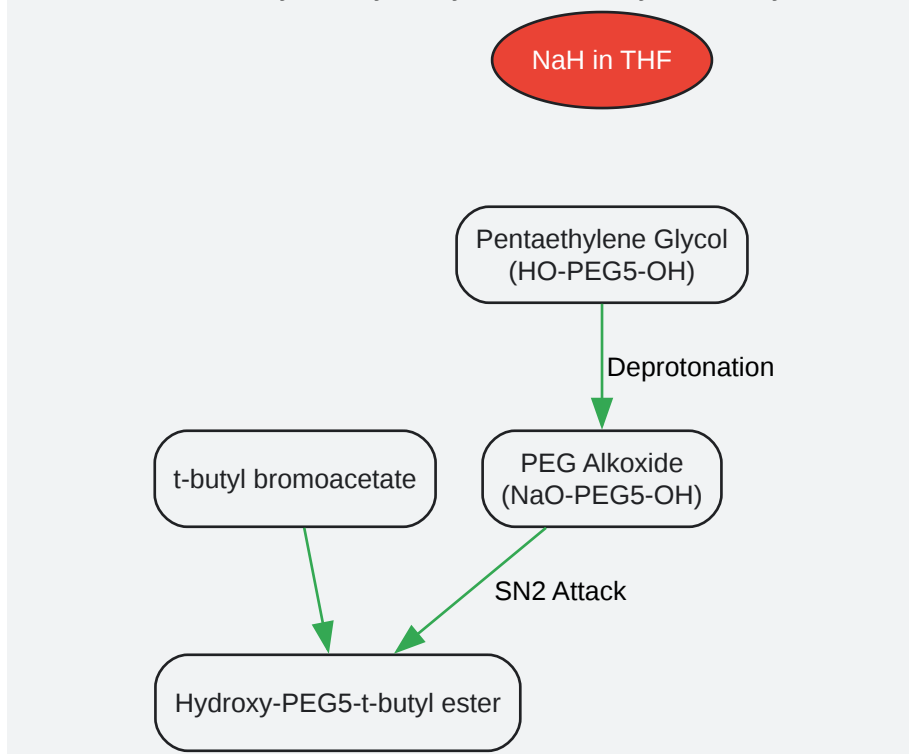 NaH in THF
Pentaethylene Glycol
(HO-PEG5-OH)
Deprotonation
t-butyl bromoacetate
PEG Alkoxide
(NaO-PEG5-OH)
SN2 Attack
Hydroxy-PEG5-t-butyl ester